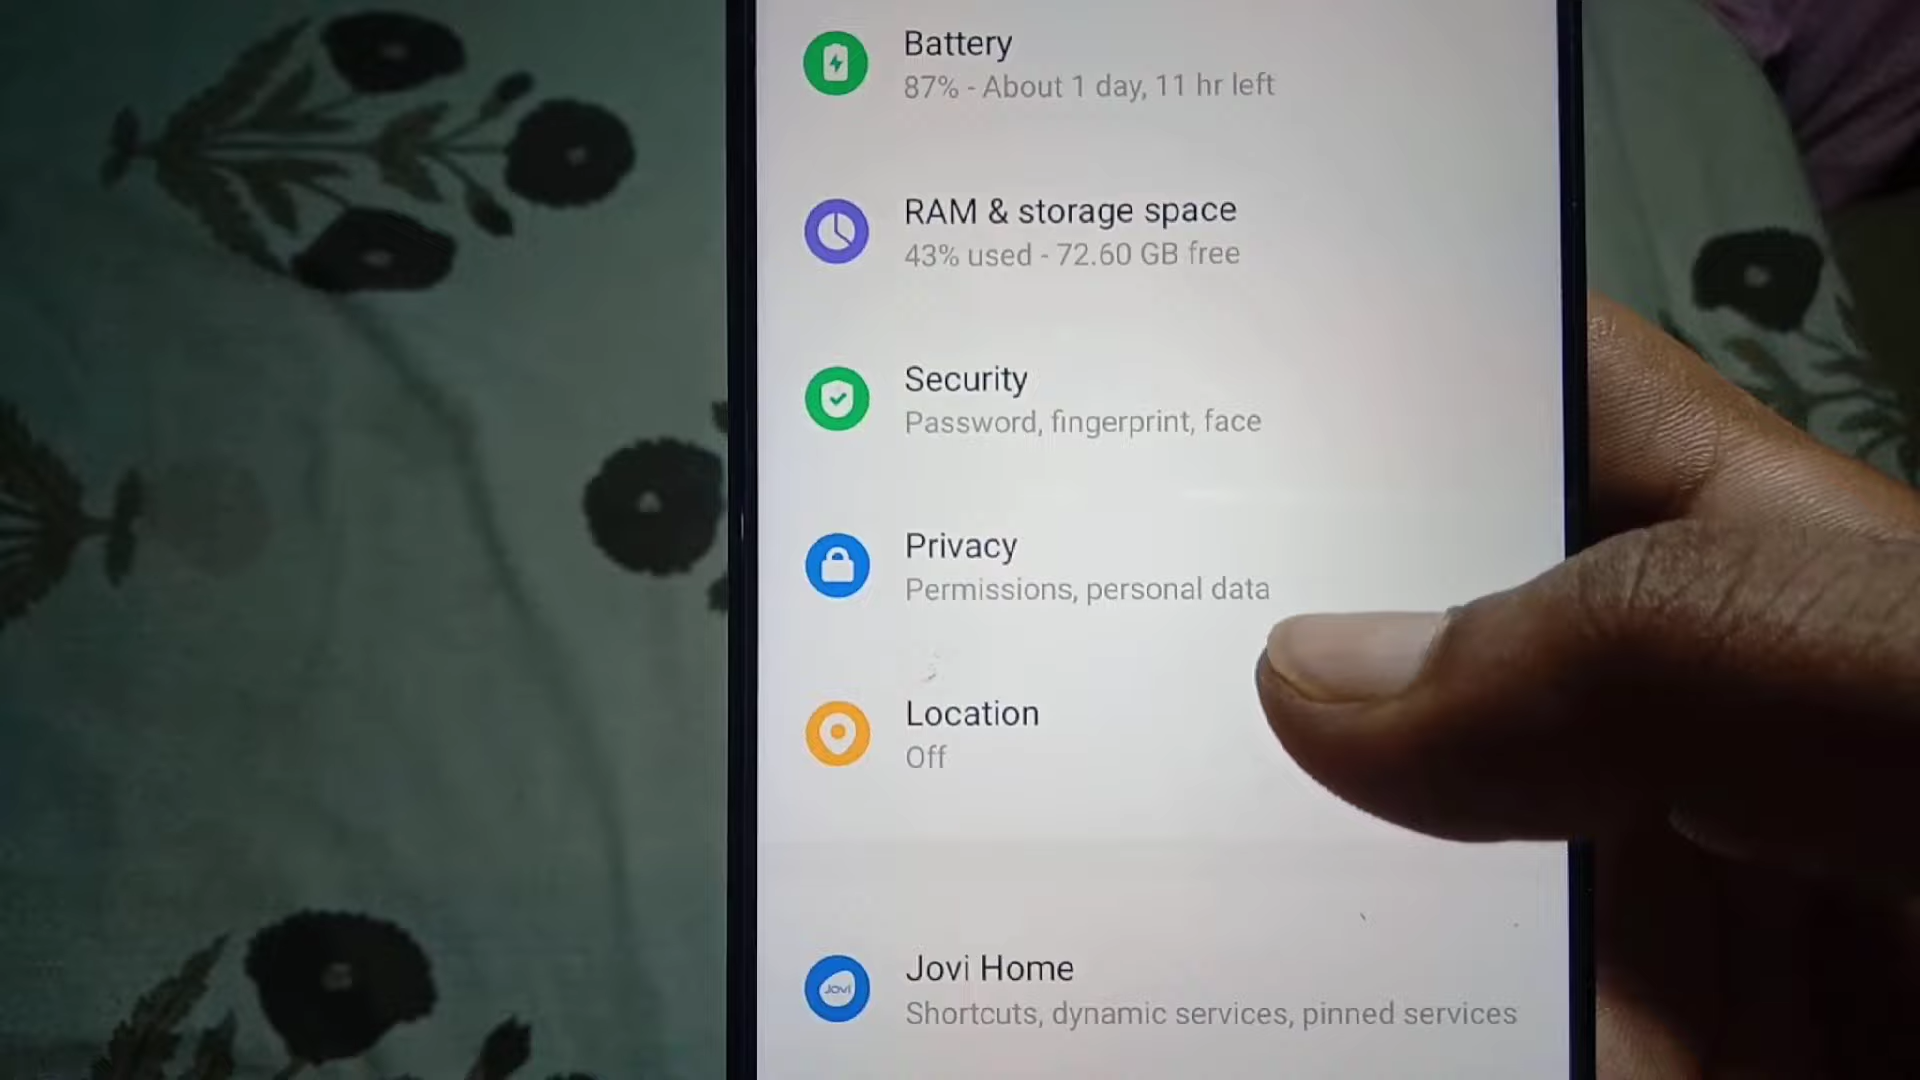 Battery
87% - About 1 day, 11 hr left
RAM & storage space
43% used - 72.60 GB free
Security
Password, fingerprint, face
Privacy
Permissions, personal data
Location
Off
Jovi Home
Jovi
Shortcuts, dynamic services, pinned services